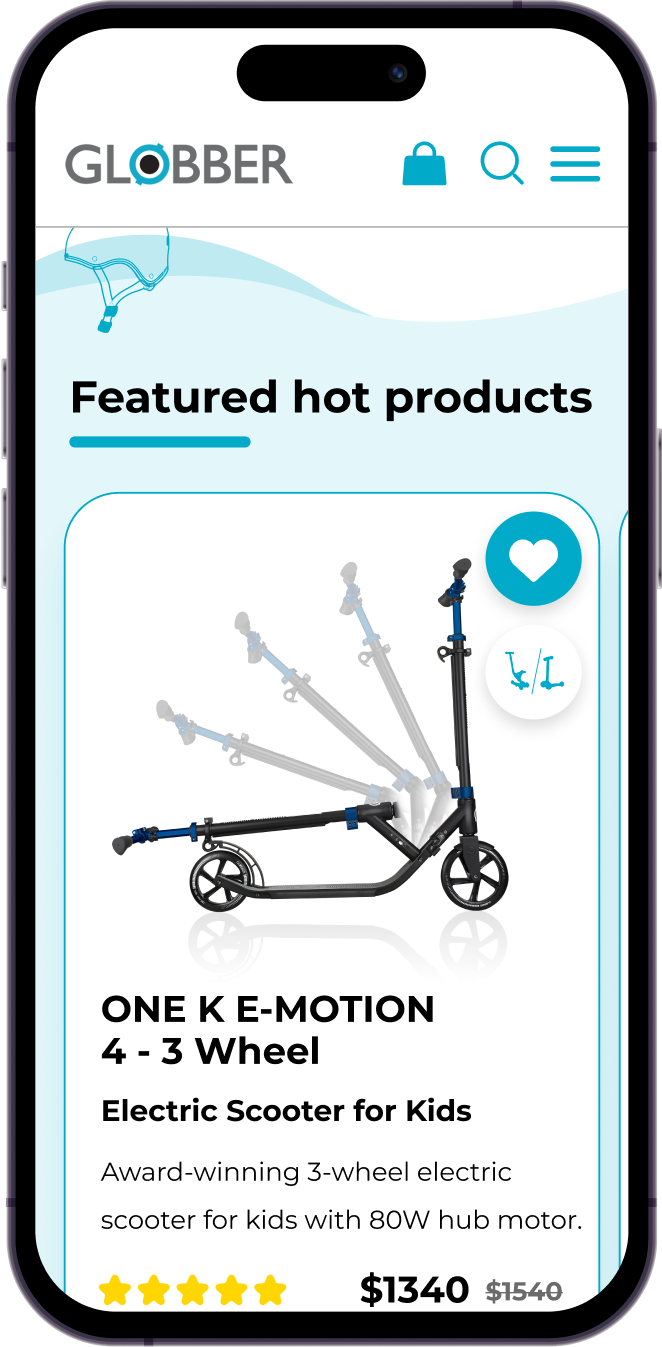 GLOBBER
Featured hot products
ONE K E-MOTION
4 - 3 Wheel
Electric Scooter for Kids
Award-winning 3-wheel electric
scooter for kids with 80W hub motor.
$1340 $1540